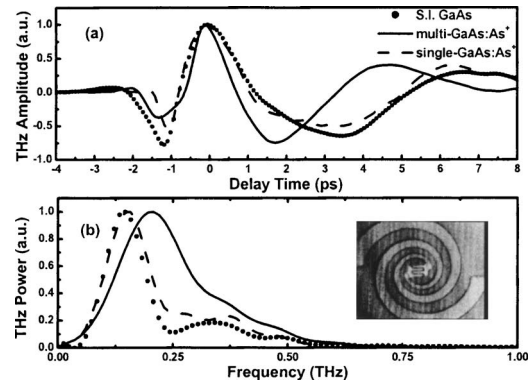 S.I. GaAs
(a)
multi-GaAs:As⁺
single-GaAs:As⁺
THz Amplitude (a.u.)
1.0
0.5
0.0
-0.5
-1.0
-4 -3 -2 -1 0 1 2 3 4 5 6 7 8
Delay Time (ps)
(b)
THz Power (a.u.)
1.0
0.8
0.6
0.4
0.2
0.0
0.00 0.25 0.50 0.75 1.00
Frequency (THz)